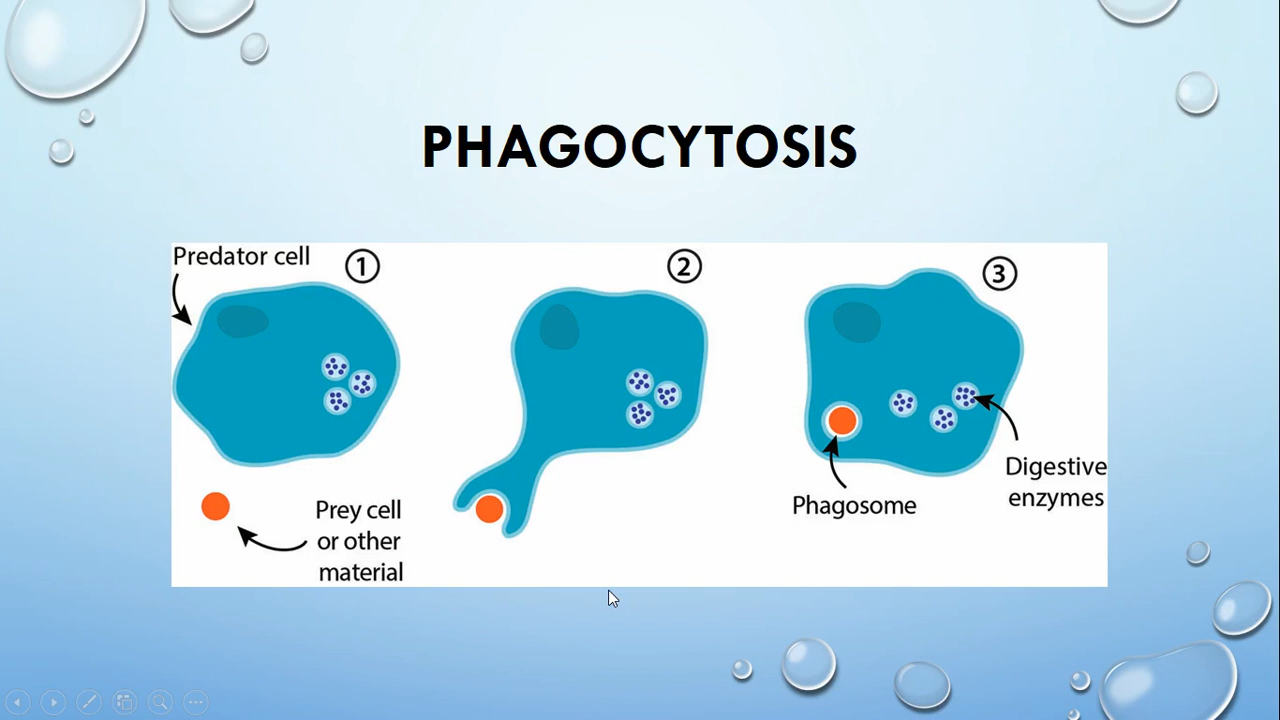 PHAGOCYTOSIS
Predator cell
1
2
3
Prey cell
or other
material
Phagosome
Digestive
enzymes